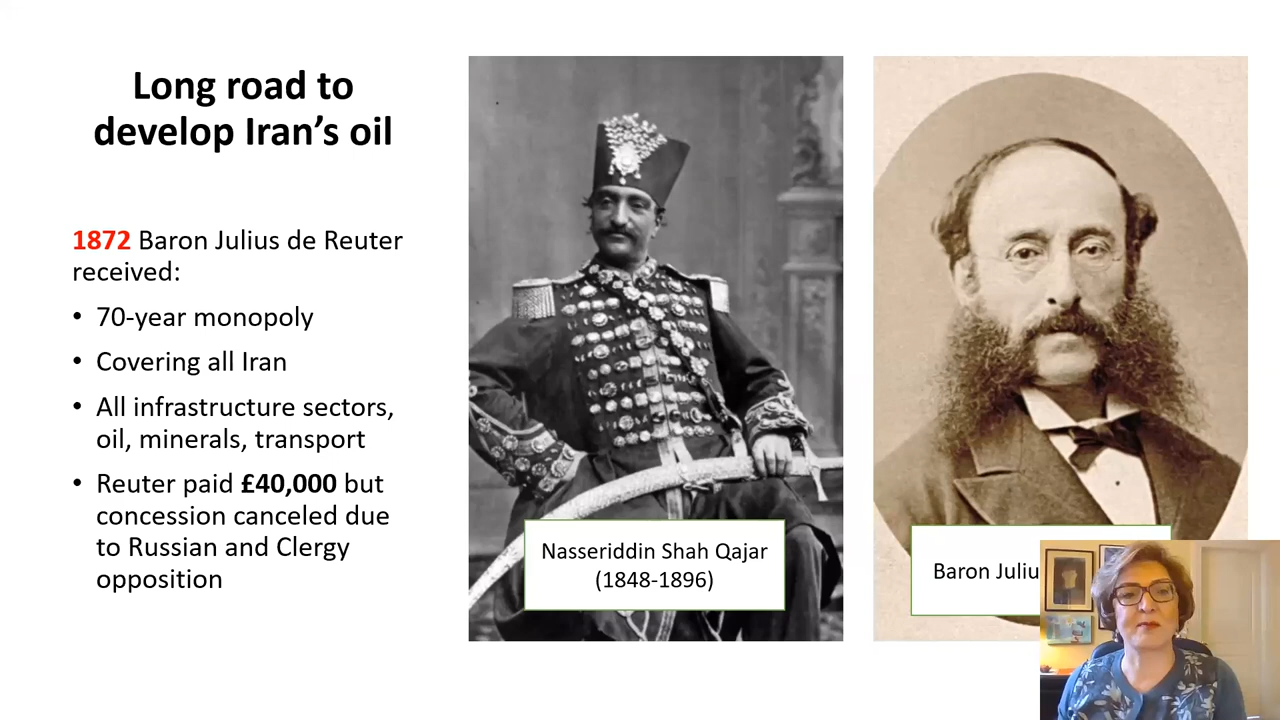 Long road to
develop Iran's oil
1872 Baron Julius de Reuter
received:
• 70-year monopoly
• Covering all Iran
• All infrastructure sectors,
oil, minerals, transport
• Reuter paid £40,000 but
concession canceled due
to Russian and Clergy
opposition
Nasseriddin Shah Qajar
(1848-1896)
Baron